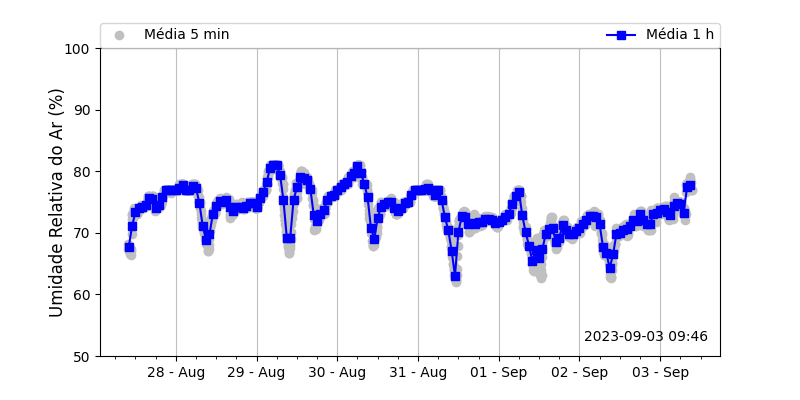 Média 5 min
Média 1 h
Umidade Relativa do Ar (%)
100
90
80
70
60
50
2023-09-03 09:46
28 - Aug
29 - Aug
30 - Aug
31 - Aug
01 - Sep
02 - Sep
03 - Sep